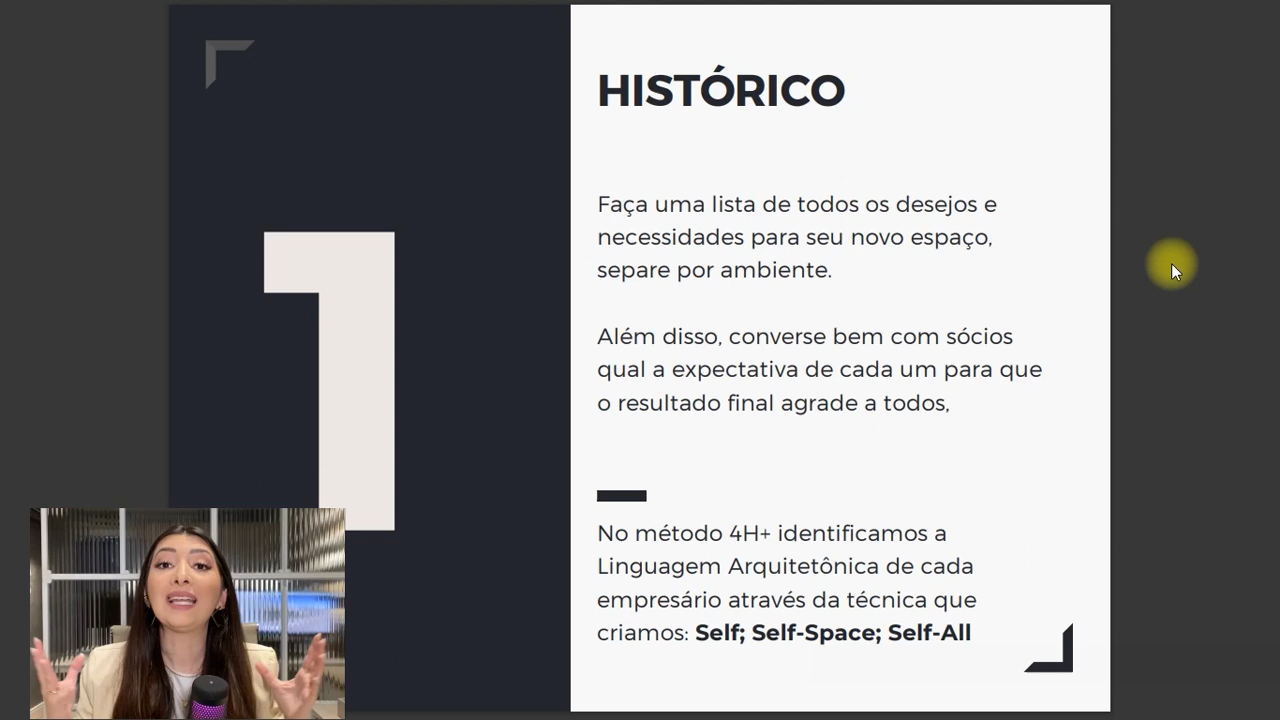 1
HISTÓRICO
Faça uma lista de todos os desejos e
necessidades para seu novo espaço,
separe por ambiente.
Além disso, converse bem com sócios
qual a expectativa de cada um para que
o resultado final agrade a todos,
No método 4H+ identificamos a
Linguagem Arquitetônica de cada
empresário através da técnica que
criamos: Self; Self-Space; Self-All